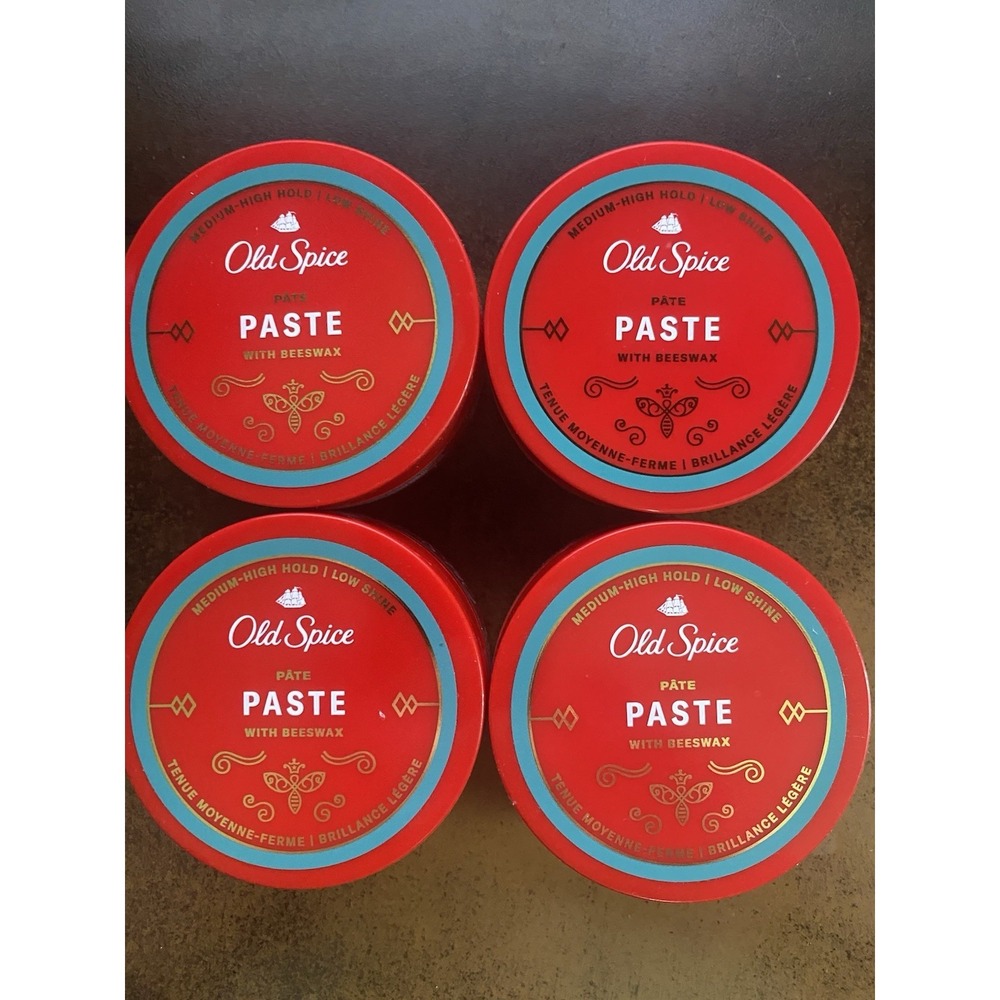 MEDIUM-HIGH HOLD | LOW SHINE
Old Spice
PÂTE
PASTE
WITH BEESWAX
TENUE MOYENNE-FERME | BRILLANCE LÉGÈRE
MEDIUM-HIGH HOLD | LOW SHINE
Old Spice
PÂTE
PASTE
WITH BEESWAX
TENUE MOYENNE-FERME | BRILLANCE LÉGÈRE
MEDIUM-HIGH HOLD | LOW SHINE
Old Spice
PÂTE
PASTE
WITH BEESWAX
TENUE MOYENNE-FERME | BRILLANCE LÉGÈRE
MEDIUM-HIGH HOLD | LOW SHINE
Old Spice
PÂTE
PASTE
WITH BEESWAX
TENUE MOYENNE-FERME | BRILLANCE LÉGÈRE